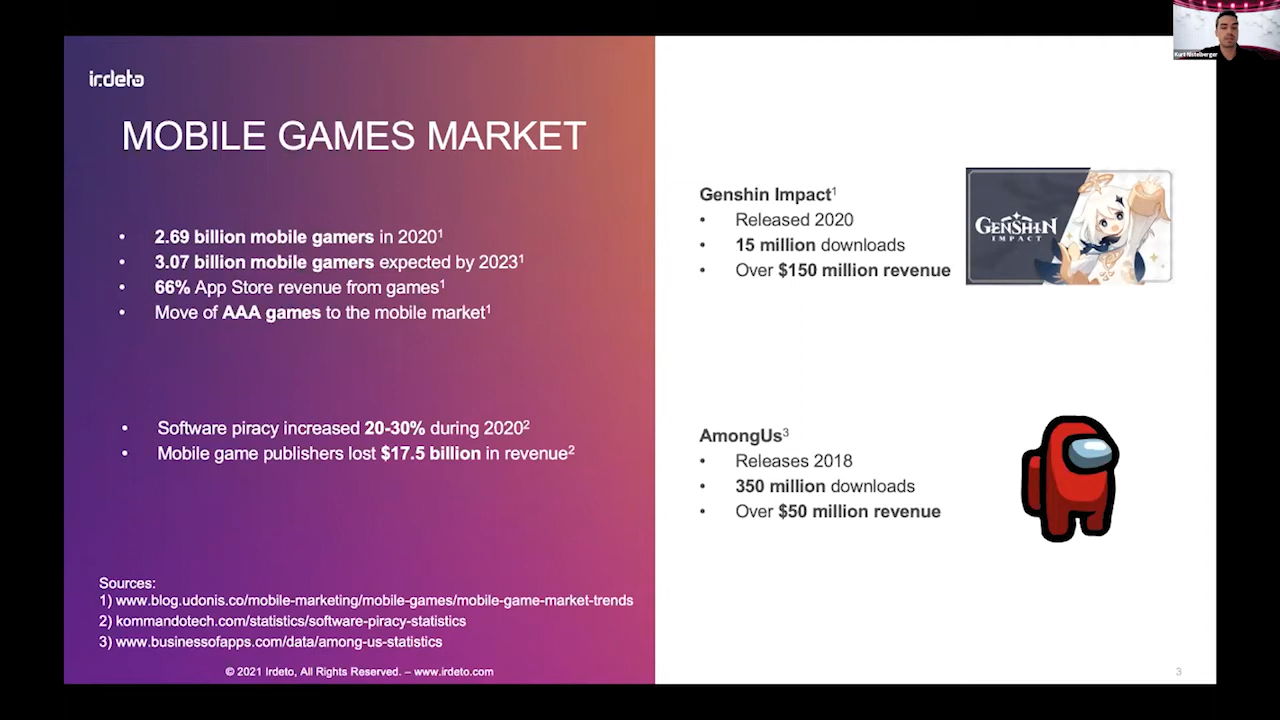 irdeto
MOBILE GAMES MARKET
• 2.69 billion mobile gamers in 2020¹
• 3.07 billion mobile gamers expected by 2023¹
• 66% App Store revenue from games¹
• Move of AAA games to the mobile market¹
• Software piracy increased 20-30% during 2020²
• Mobile game publishers lost $17.5 billion in revenue²
Sources:
1) www.blog.udonis.co/mobile-marketing/mobile-games/mobile-game-market-trends
2) kommandotech.com/statistics/software-piracy-statistics
3) www.businessofapps.com/data/among-us-statistics
© 2021 Irdeto, All Rights Reserved. – www.irdeto.com
Genshin Impact¹
• Released 2020
• 15 million downloads
• Over $150 million revenue
GENSHIN
IMPACT
AmongUs³
• Releases 2018
• 350 million downloads
• Over $50 million revenue
3
Kurt Nistelberger